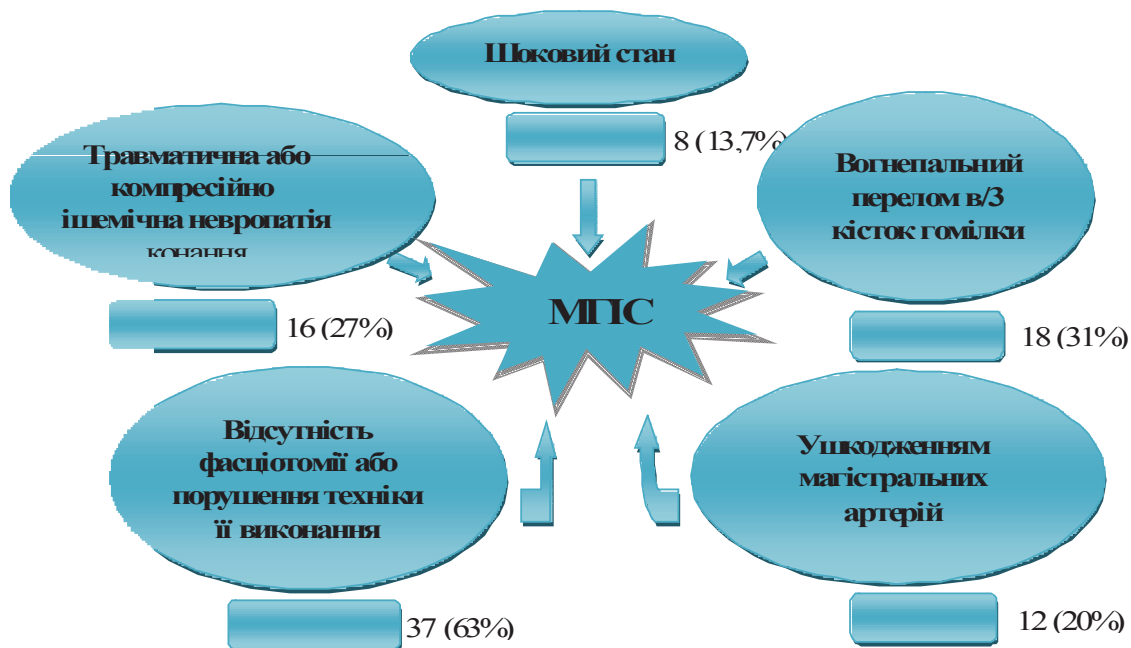 Шоковий стан
8 (13,7%)
Травматична або
компресійно
ішемічна невропатія
конання
16 (27%)
Вогнепальний
перелом в/3
кісток гомілки
18 (31%)
МПС
Відсутність
фасціотомії або
порушення техніки
її виконання
37 (63%)
Ушкодженням
магістральних
артерій
12 (20%)